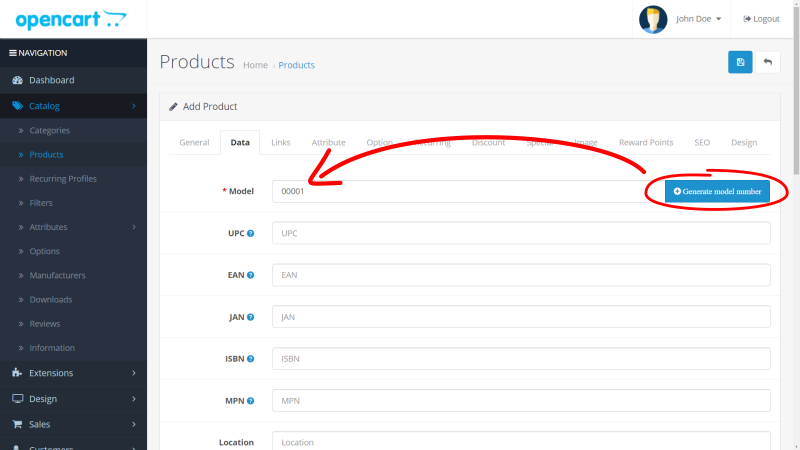 opencart
John Doe
Logout
NAVIGATION
Products
Home › Products
Dashboard
Catalog
Categories
Products
Recurring Profiles
Filters
Attributes
Options
Manufacturers
Downloads
Reviews
Information
Extensions
Design
Sales
Customers
Add Product
General Data Links Attribute Option Recurring Discount Special Image Reward Points SEO Design
* Model 00001 Generate model number
UPC UPC
EAN EAN
JAN JAN
ISBN ISBN
MPN MPN
Location Location